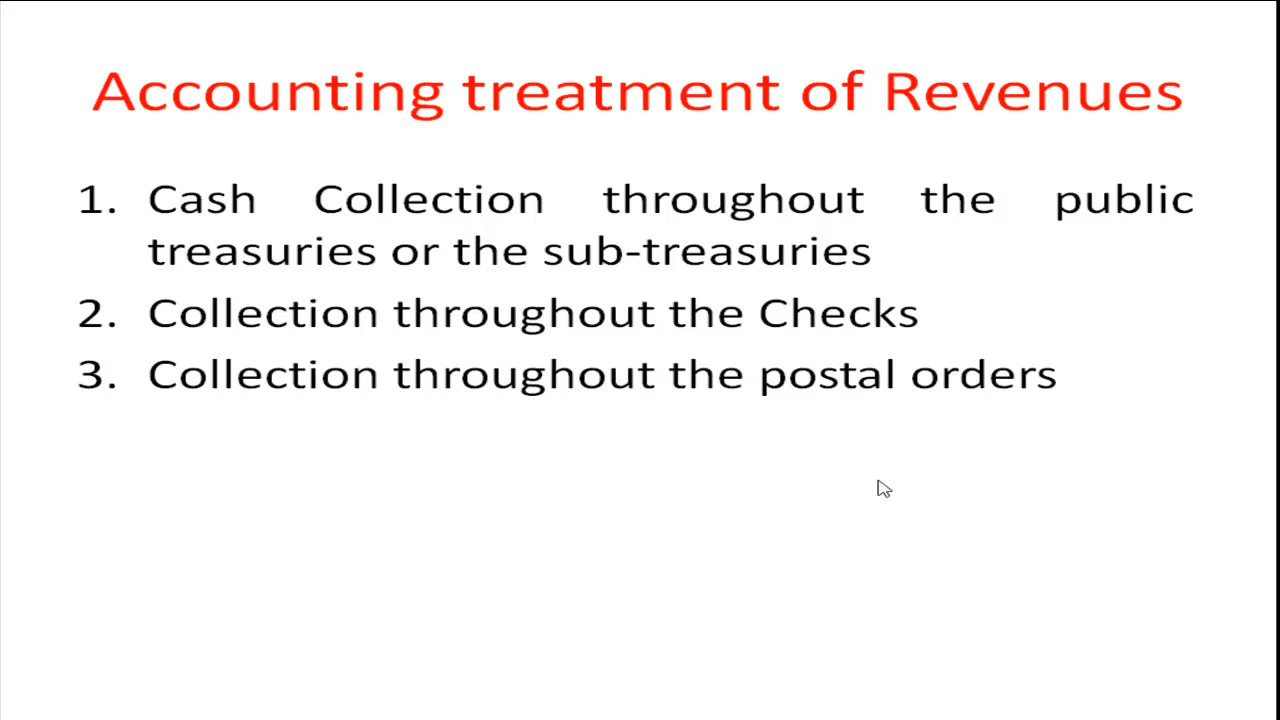 Accounting treatment of Revenues
1. Cash Collection throughout the public
treasuries or the sub-treasuries
2. Collection throughout the Checks
3. Collection throughout the postal orders